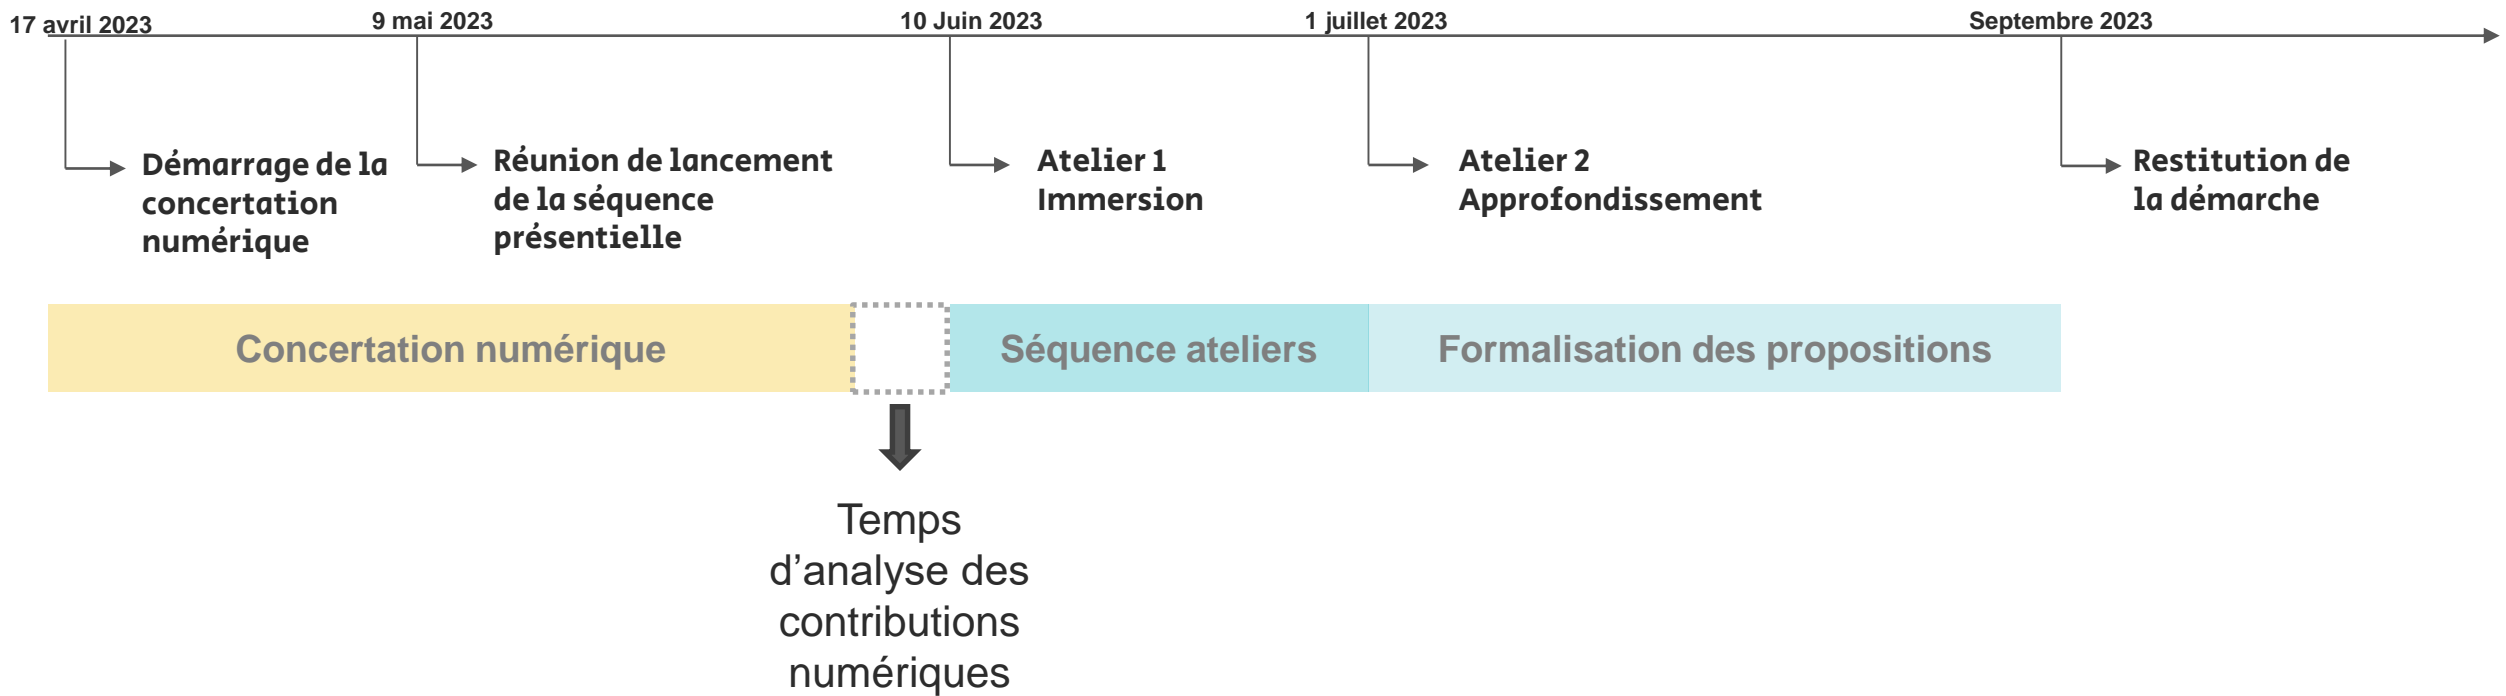 17 avril 2023
9 mai 2023
10 Juin 2023
1 juillet 2023
Septembre 2023
Démarrage de la
concertation
numérique
Réunion de lancement
de la séquence
présentielle
Atelier 1
Immersion
Atelier 2
Approfondissement
Restitution de
la démarche
Concertation numérique
Séquence ateliers
Formalisation des propositions
Temps
d’analyse des
contributions
numériques